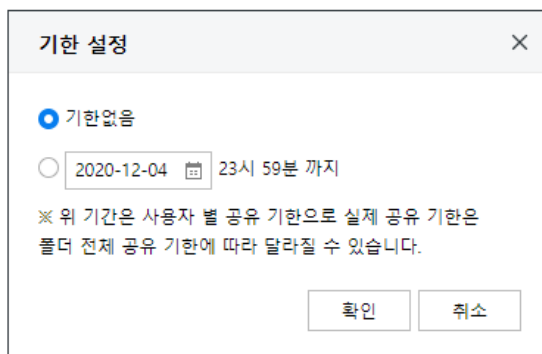 기한 설정
기한없음
2020-12-04 23시 59분 까지
※ 위 기간은 사용자 별 공유 기한으로 실제 공유 기한은
폴더 전체 공유 기한에 따라 달라질 수 있습니다.
확인 취소